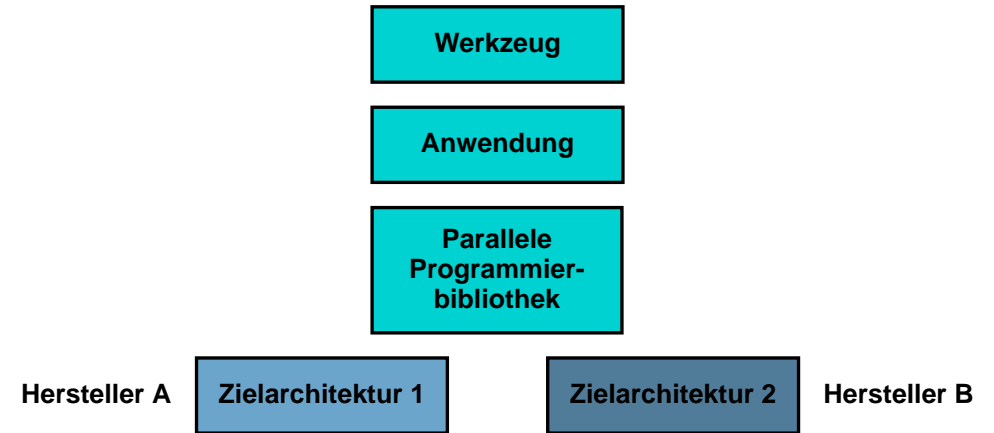 Werkzeug
Anwendung
Parallele
Programmier-
bibliothek
Hersteller A Zielarchitektur 1 Zielarchitektur 2 Hersteller B